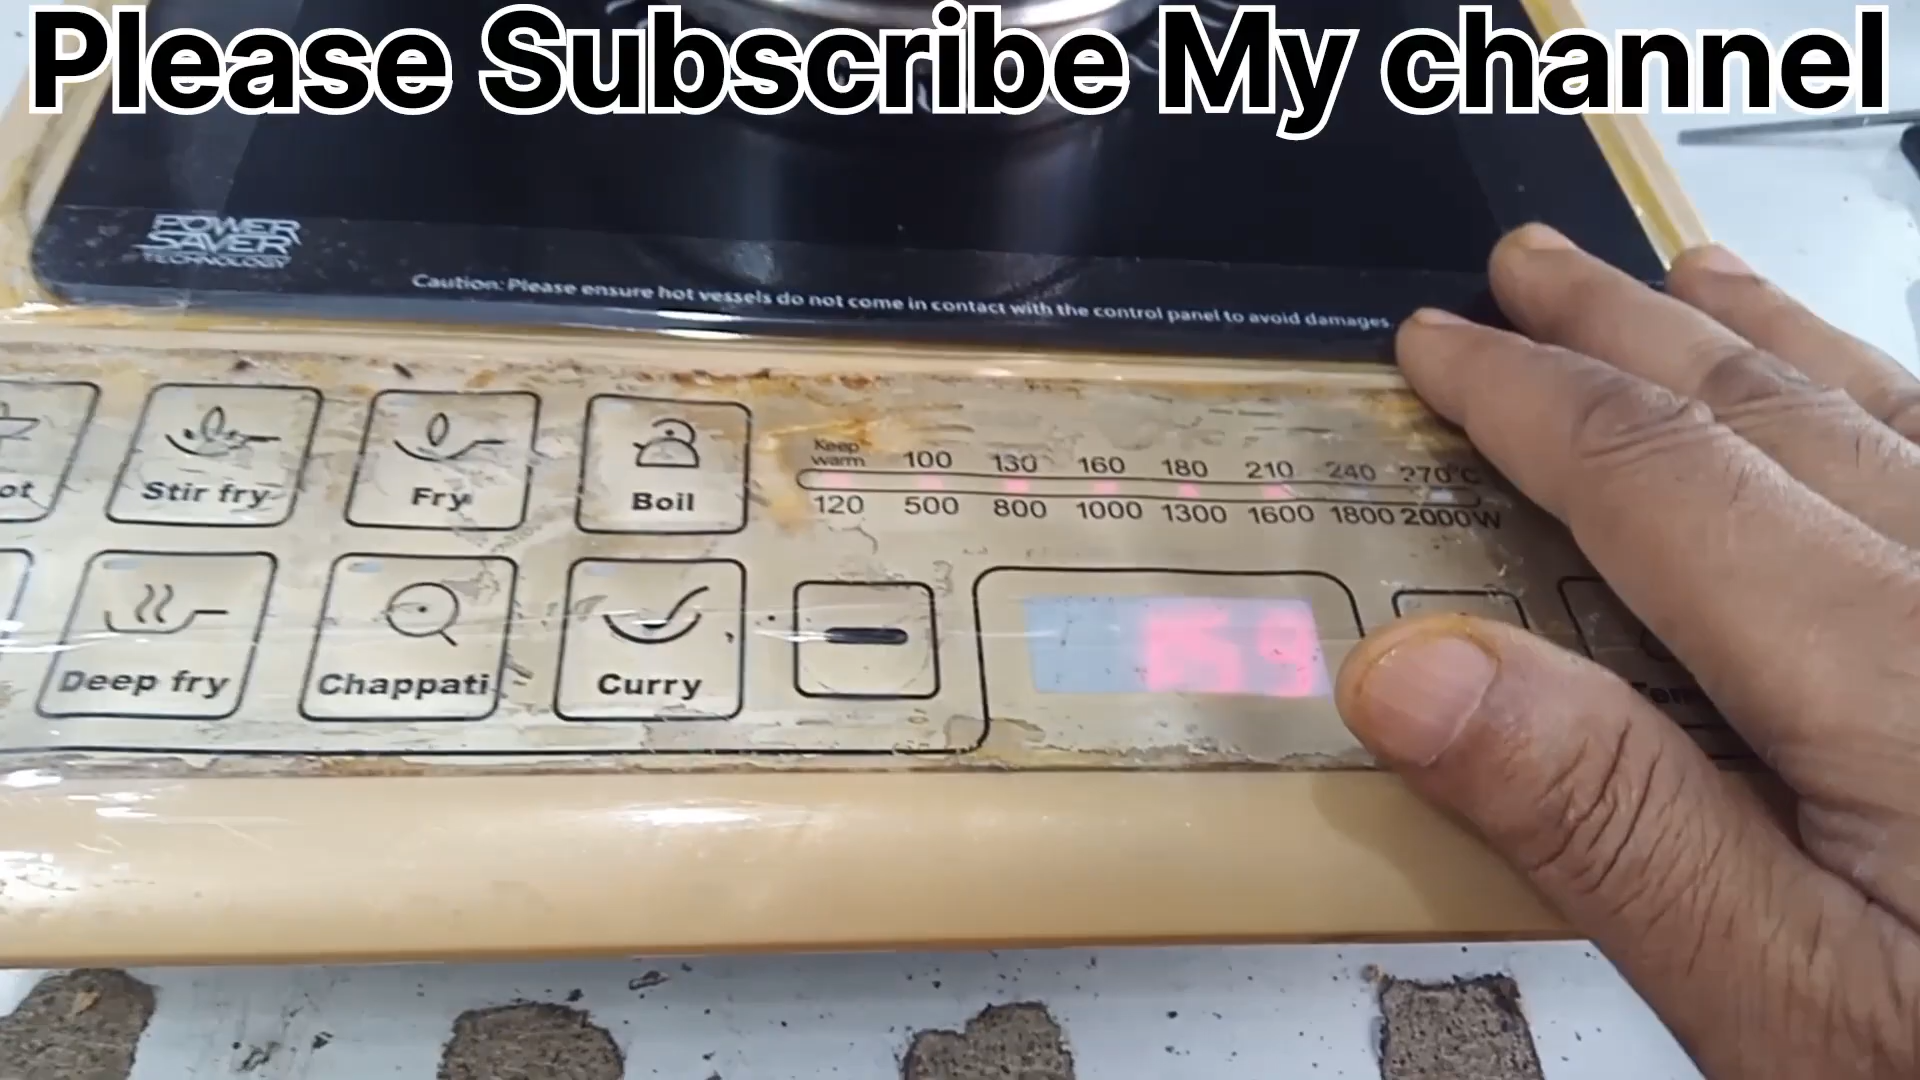 Please Subscribe My channel
POWER
SAVER
TECHNOLOGY
Caution: Please ensure hot vessels do not come in contact with the control panel to avoid damages.
Keep
warm 100 130 160 180 210 240 270°C
120 500 800 1000 1300 1600 1800 2000W
ot Stir fry Fry Boil
Deep fry Chappati Curry